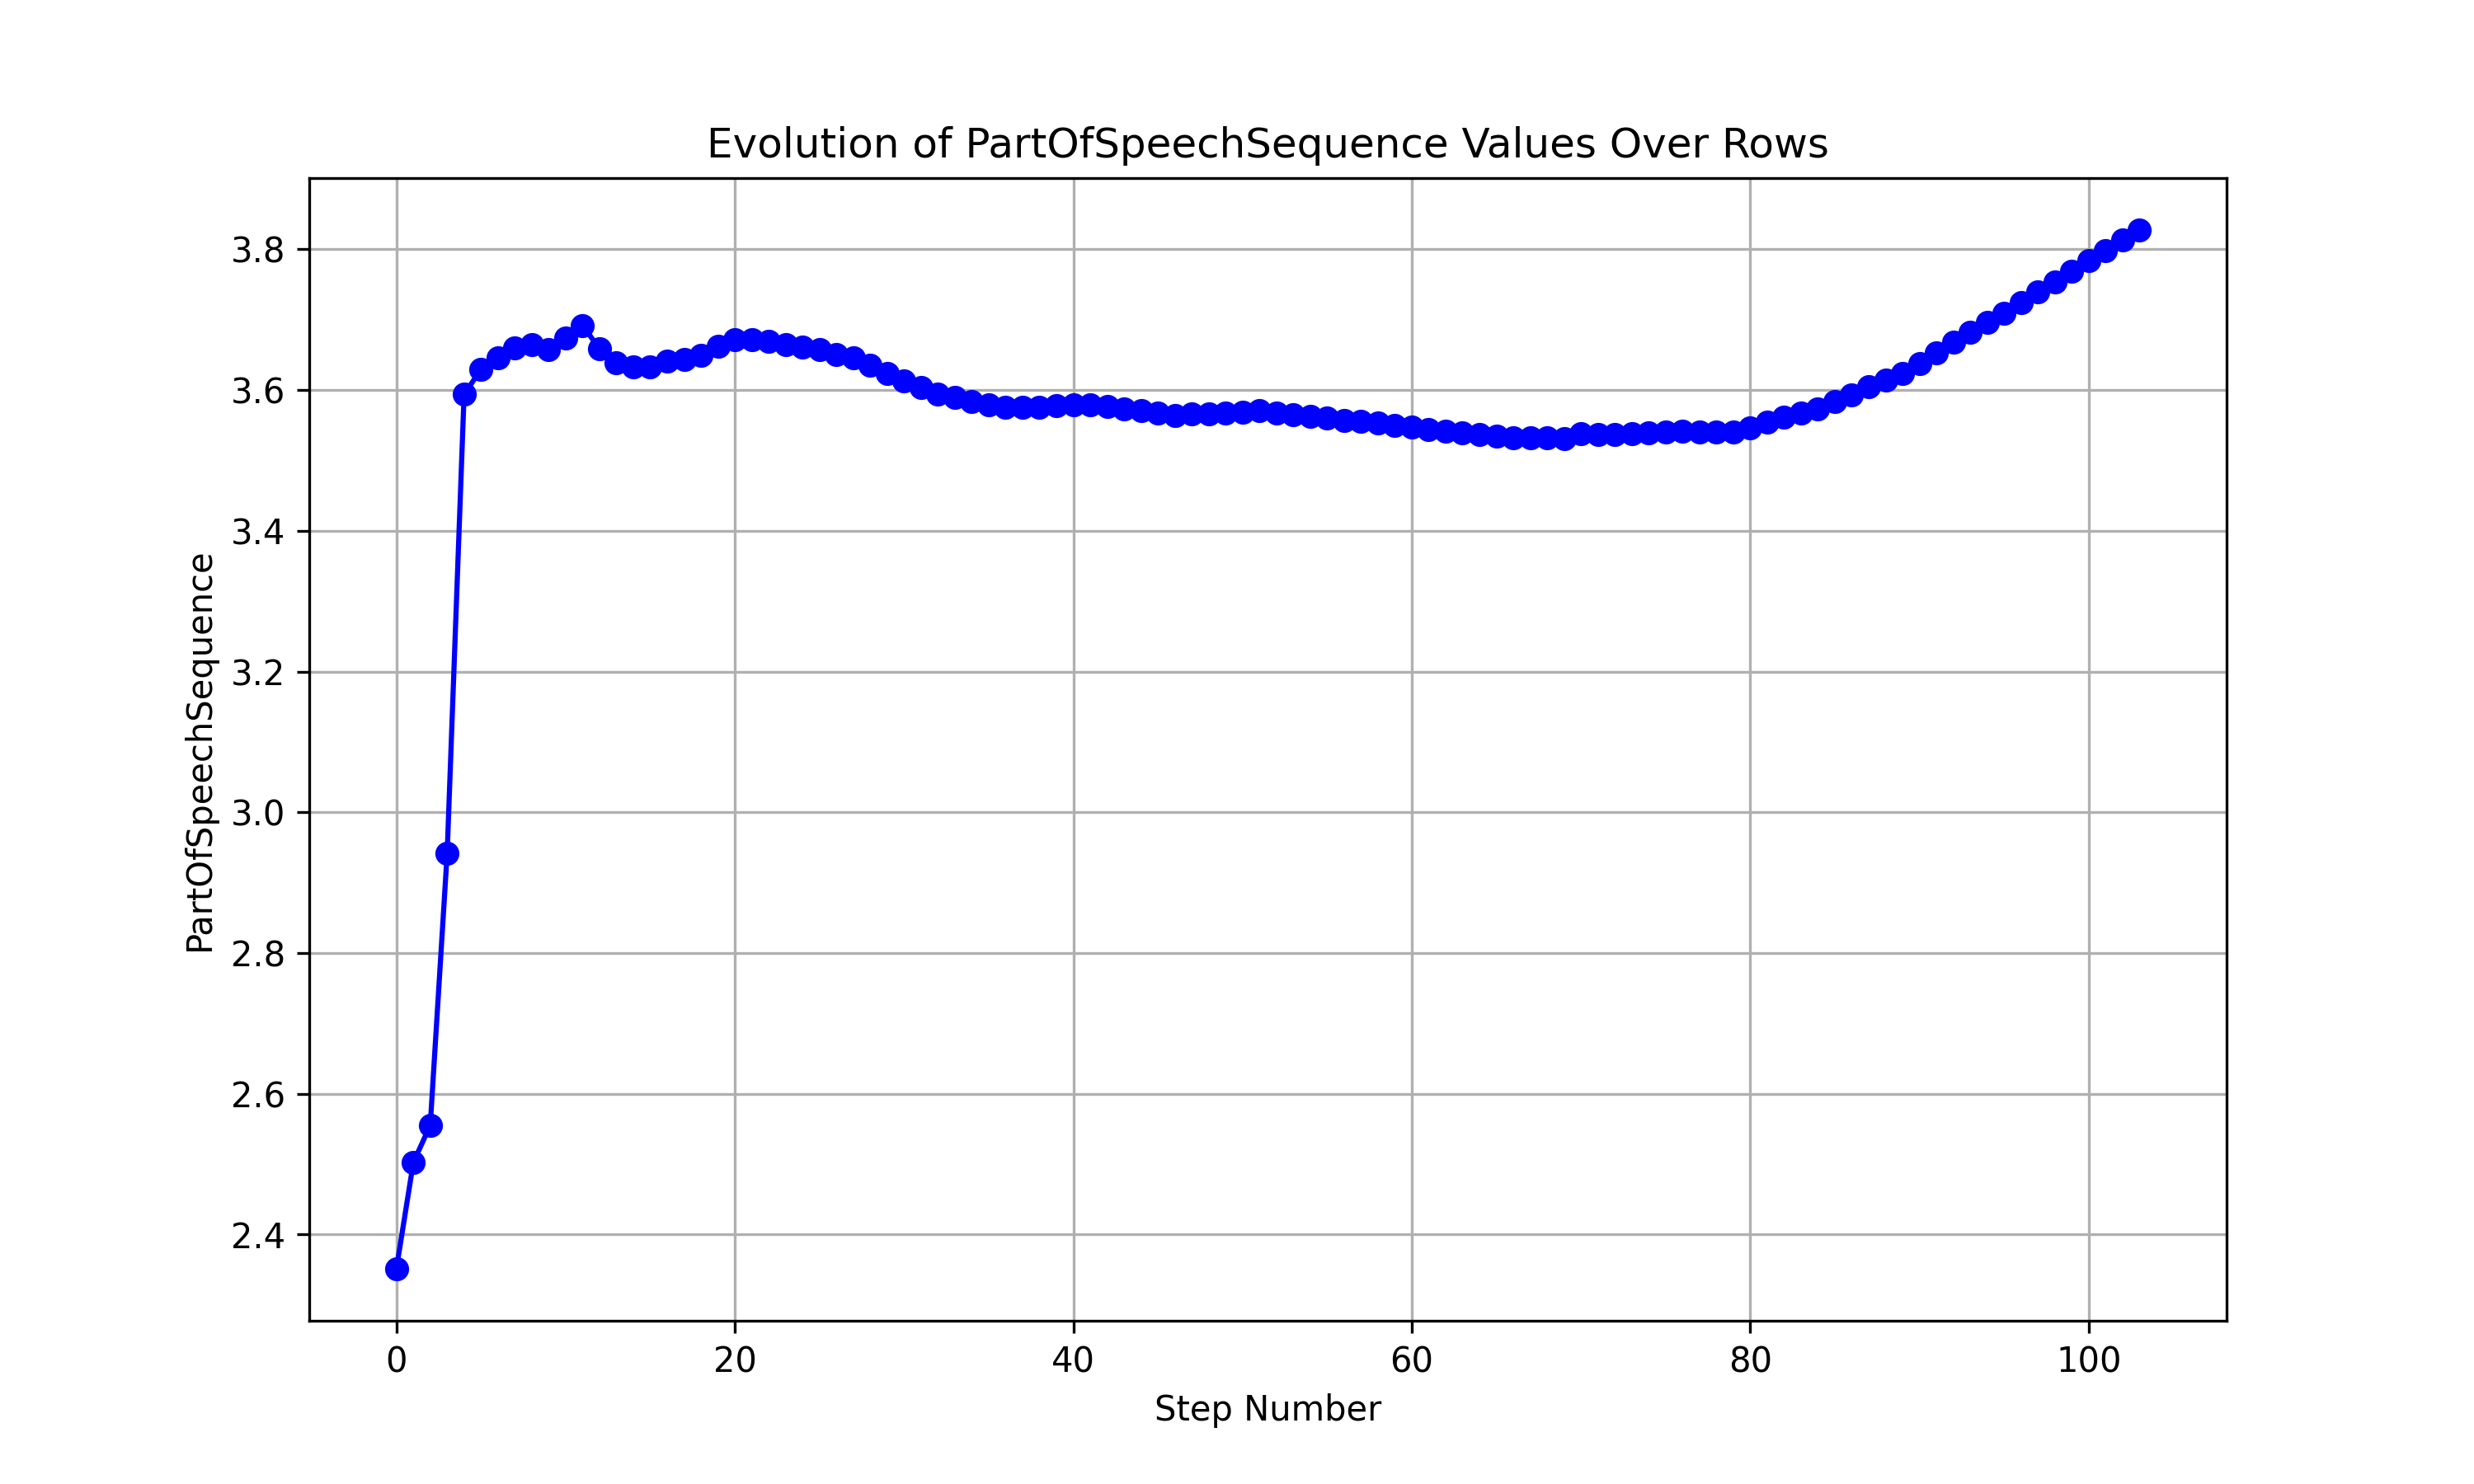 Evolution of PartOfSpeechSequence Values Over Rows
PartOfSpeechSequence
3.8
3.6
3.4
3.2
3.0
2.8
2.6
2.4
0 20 40 60 80 100
Step Number